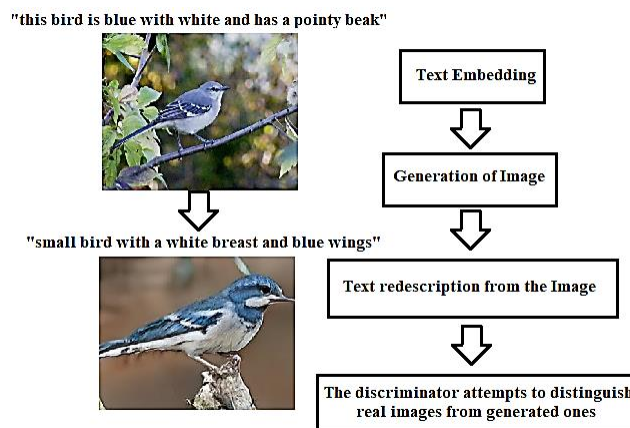 "this bird is blue with white and has a pointy beak"
"small bird with a white breast and blue wings"
Text Embedding
Generation of Image
Text redescription from the Image
The discriminator attempts to distinguish
real images from generated ones